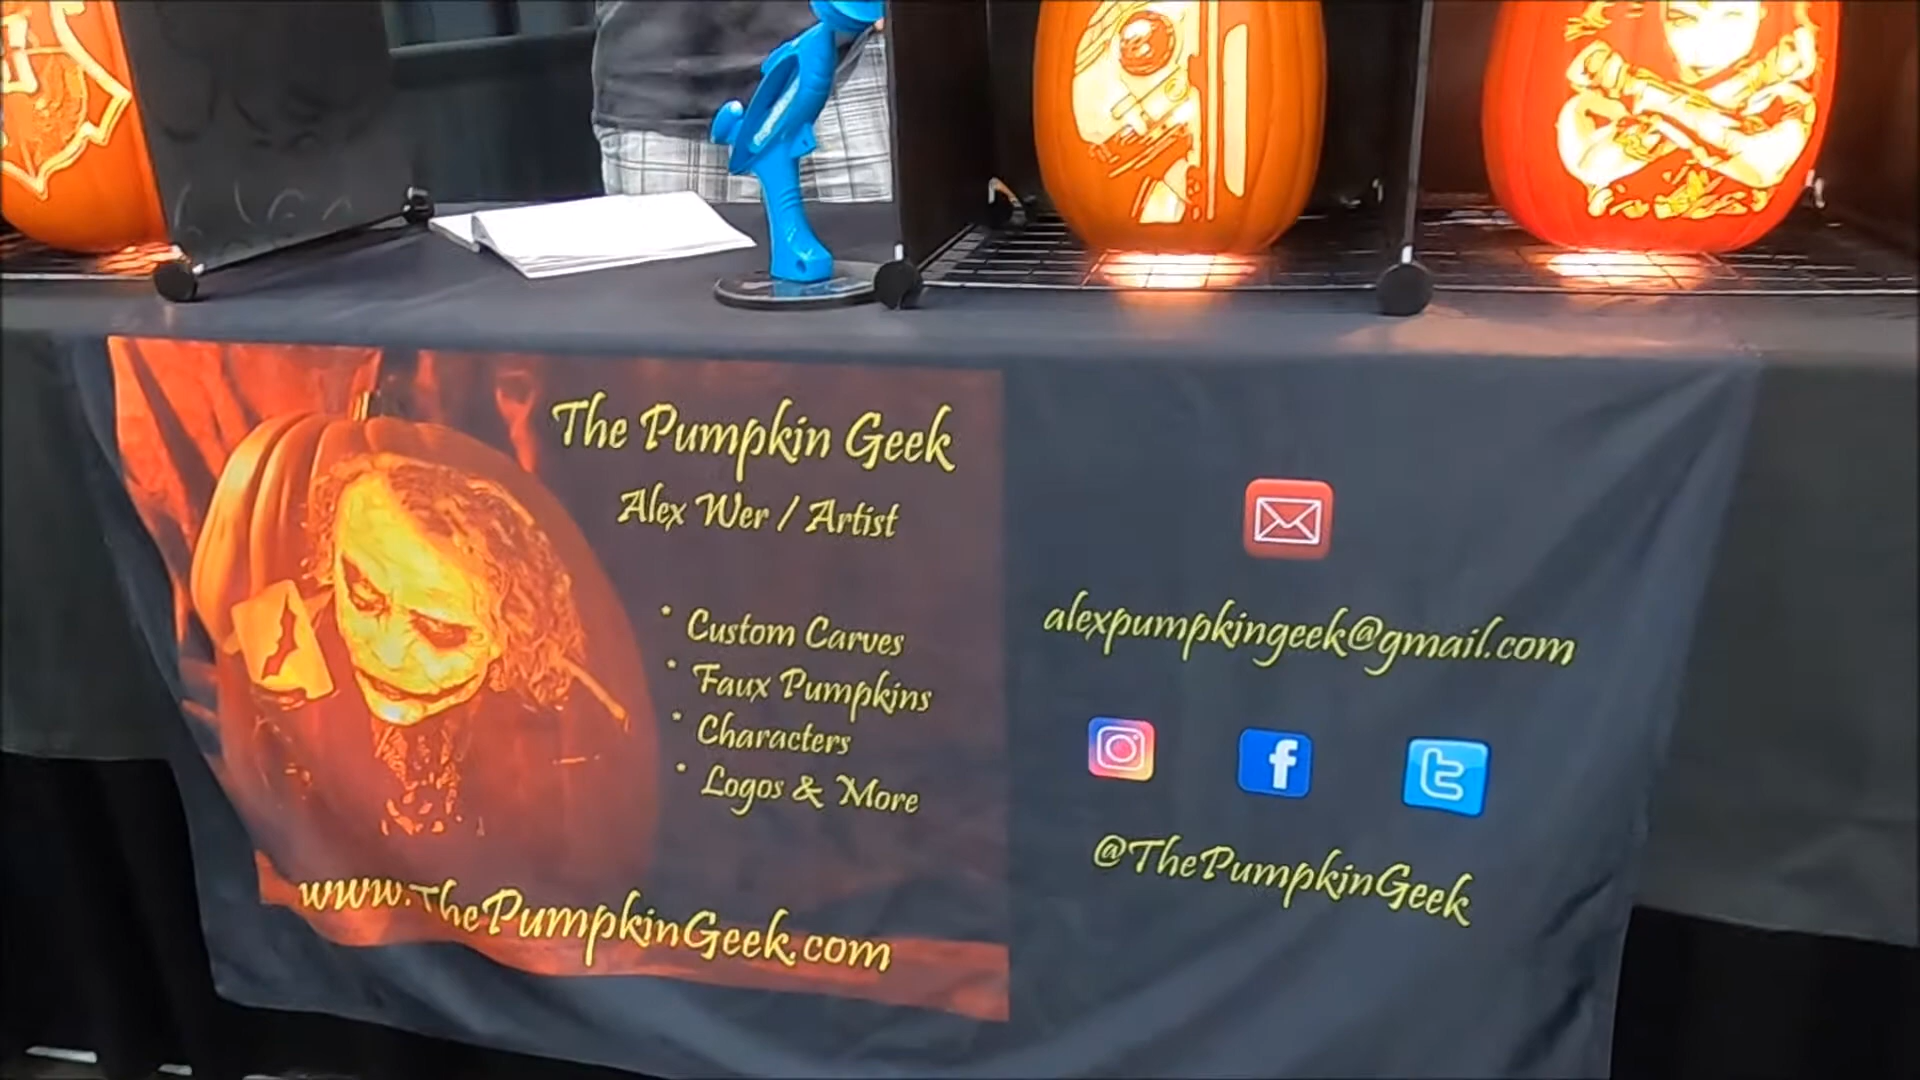 The Pumpkin Geek
Alex Wer / Artist
* Custom Carves
* Faux Pumpkins
* Characters
* Logos & More
www.ThePumpkinGeek.com
alexpumpkingeek@gmail.com
@ThePumpkinGeek